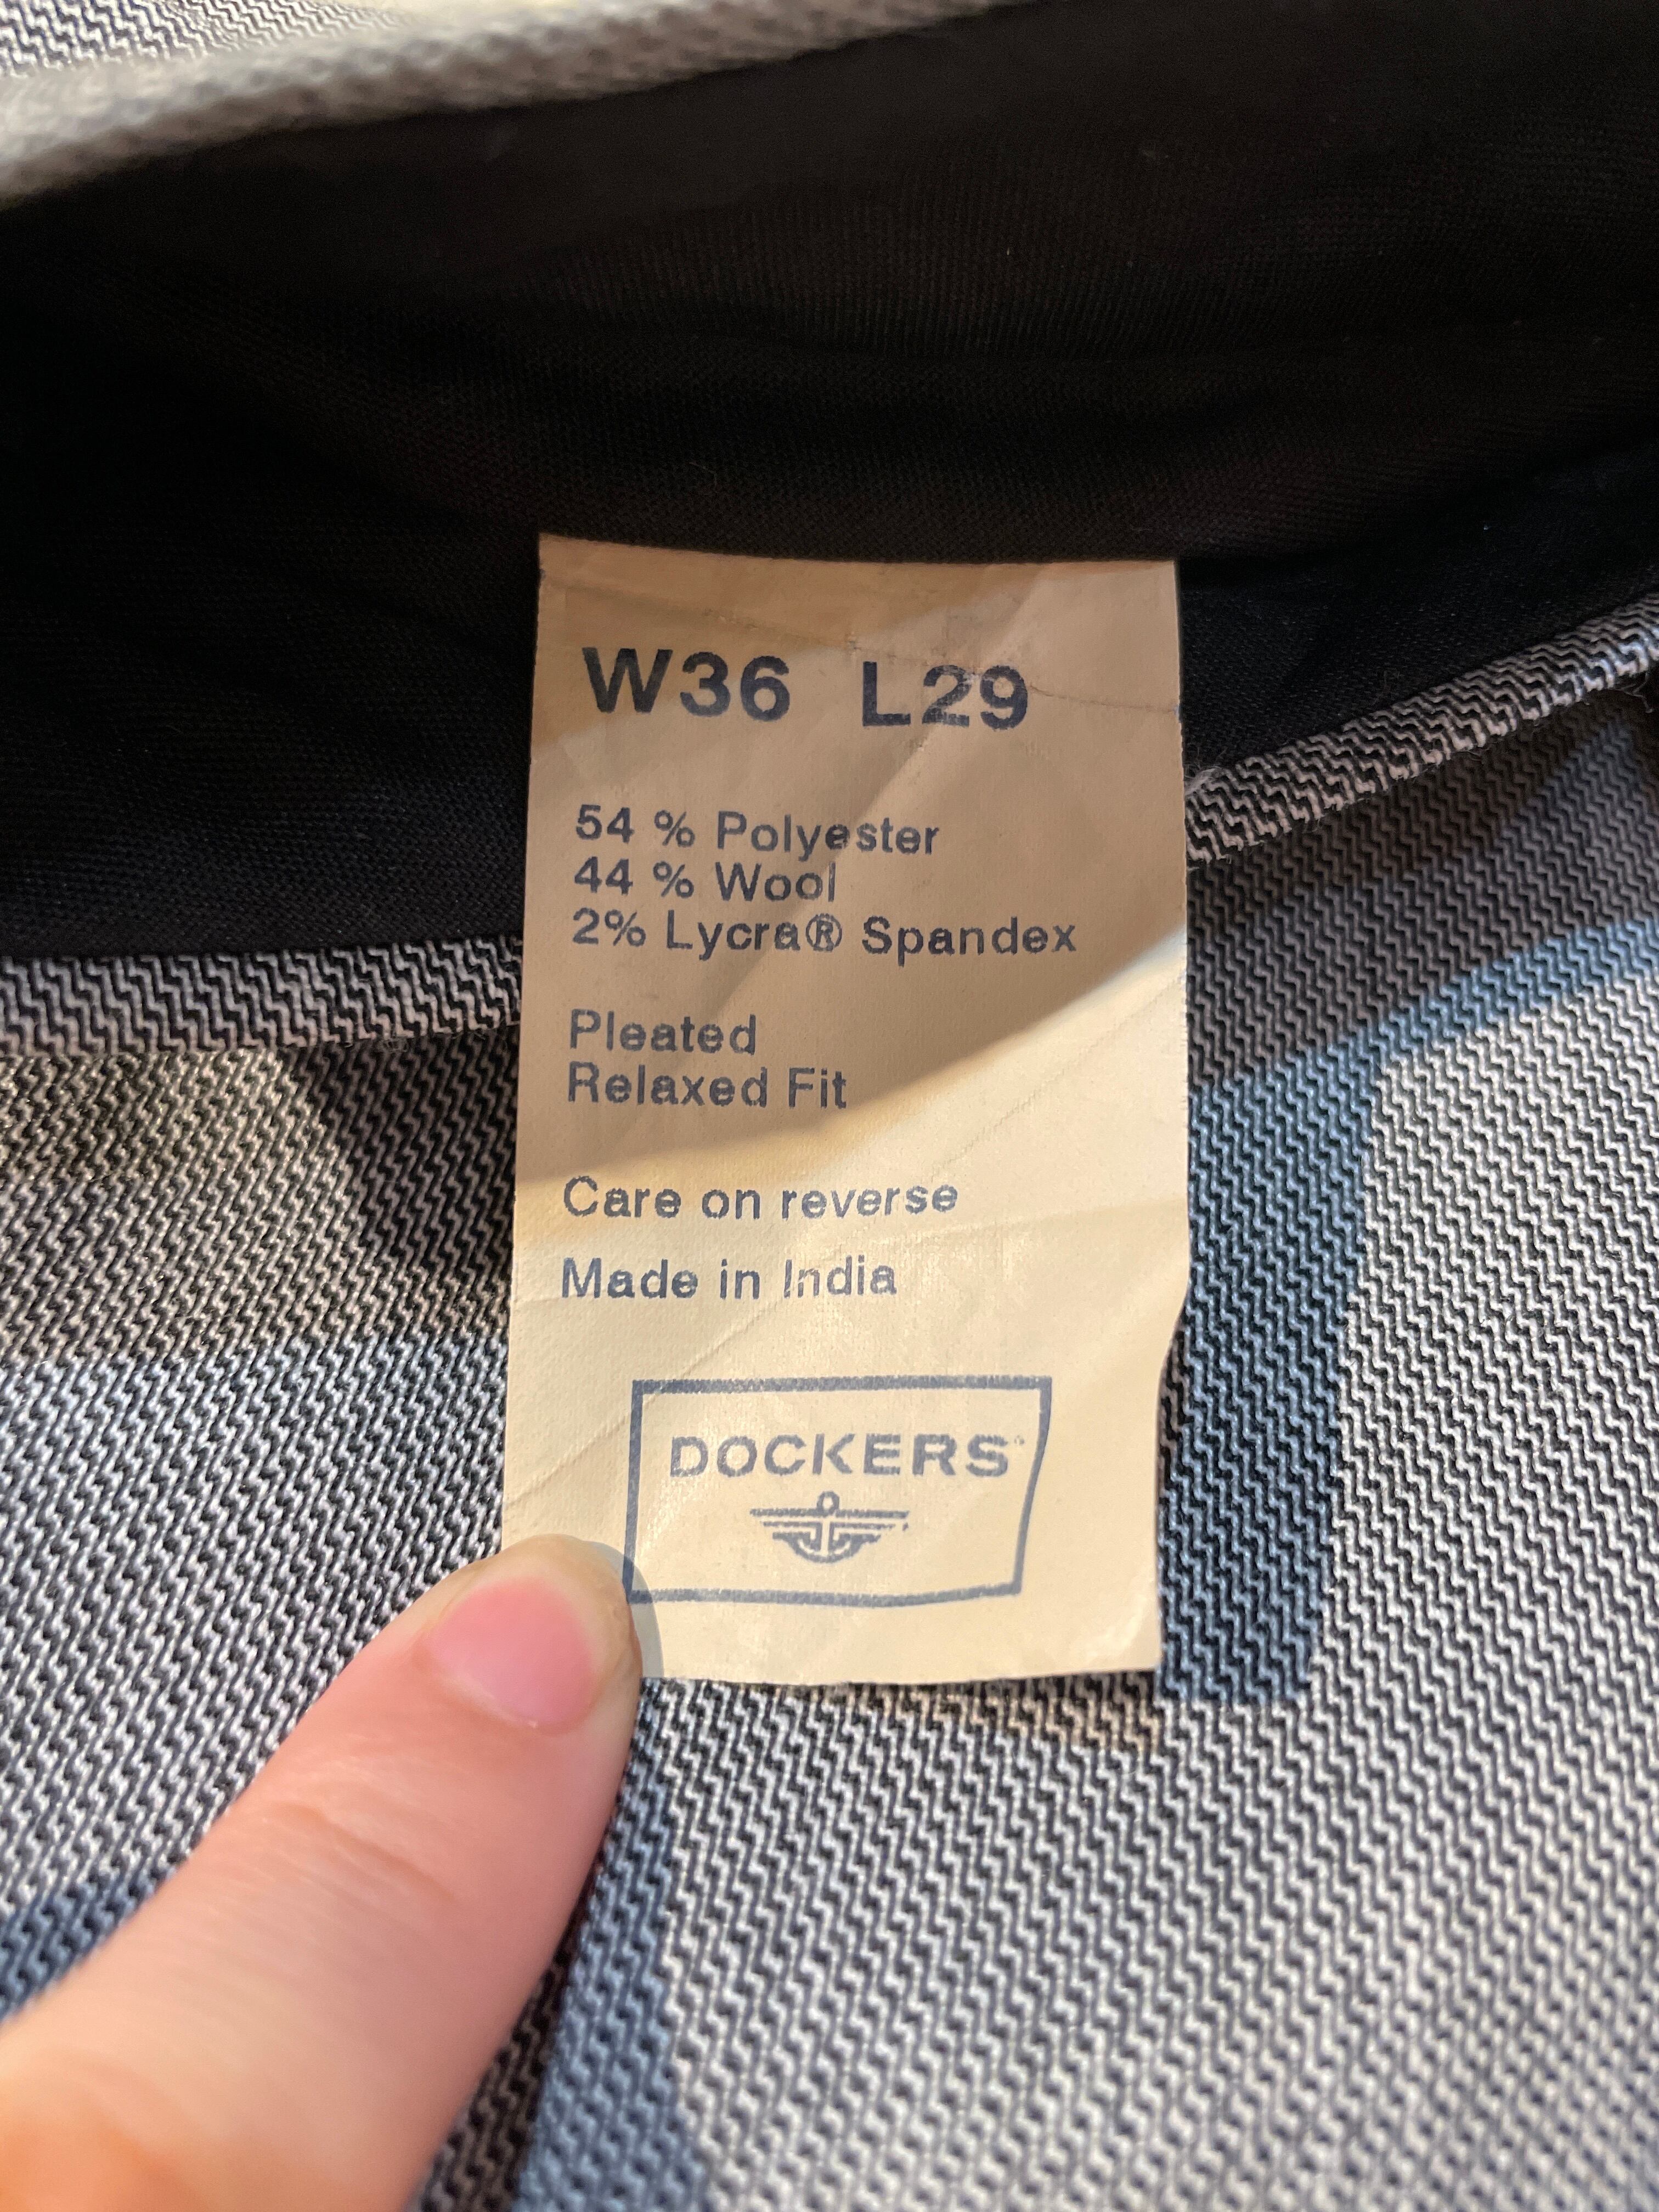 W36 L29
54 % Polyester
44 % Wool
2% Lycra® Spandex
Pleated
Relaxed Fit
Care on reverse
Made in India
DOCKERS